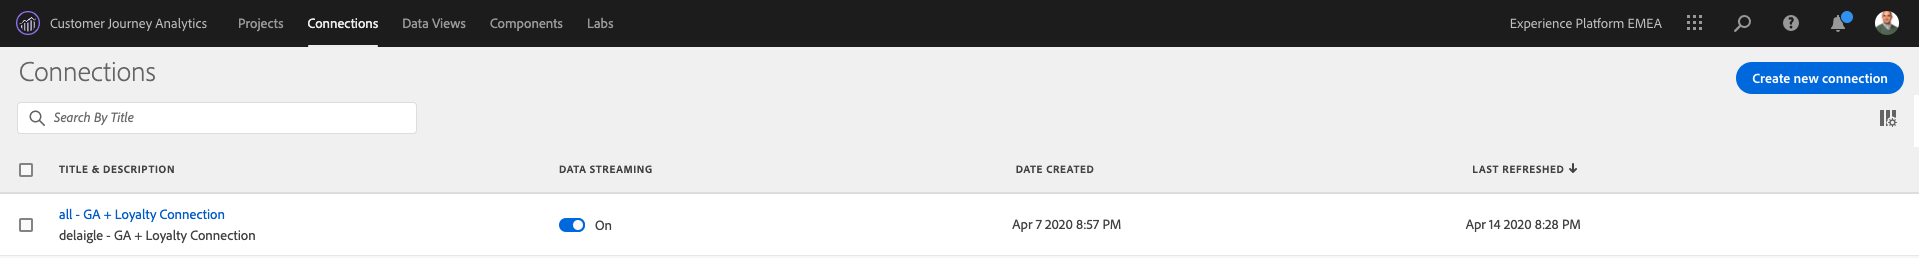 Customer Journey Analytics Projects Connections Data Views Components Labs Experience Platform EMEA
Connections
Create new connection
Search By Title
TITLE & DESCRIPTION DATA STREAMING DATE CREATED LAST REFRESHED
all - GA + Loyalty Connection
On Apr 7 2020 8:57 PM Apr 14 2020 8:28 PM
delaigle - GA + Loyalty Connection